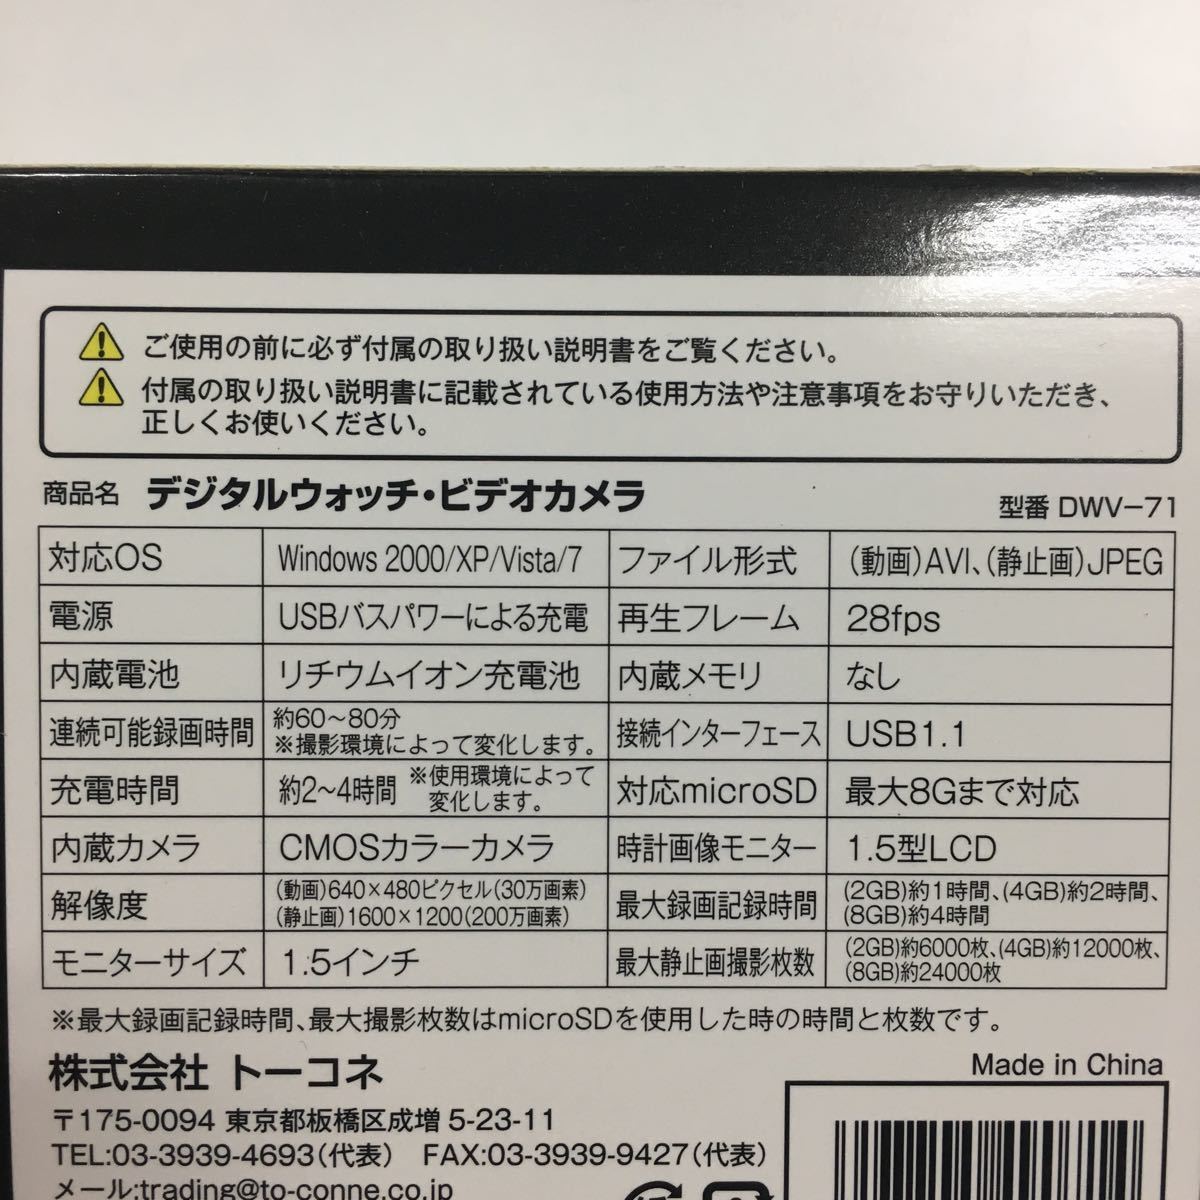 ご使用の前に必ず付属の取り扱い説明書をご覧ください。
付属の取り扱い説明書に記載されている使用方法や注意事項をお守りいただき、
正しくお使いください。
商品名 デジタルウォッチ・ビデオカメラ 型番 DWV-71
対応OS Windows 2000/XP/Vista/7 ファイル形式 (動画)AVI、(静止画)JPEG
電源 USBバスパワーによる充電 再生フレーム 28fps
内蔵電池 リチウムイオン充電池 内蔵メモリ なし
連続可能録画時間 約60〜80分
※撮影環境によって変化します。 接続インターフェース USB1.1
充電時間 約2〜4時間 ※使用環境によって
変化します。 対応microSD 最大8Gまで対応
内蔵カメラ CMOSカラーカメラ 時計画像モニター 1.5型LCD
解像度 (動画)640×480ピクセル(30万画素)
(静止画)1600×1200(200万画素) 最大録画記録時間 (2GB)約1時間、(4GB)約2時間、
(8GB)約4時間
モニターサイズ 1.5インチ 最大静止画撮影枚数 (2GB)約6000枚、(4GB)約12000枚、
(8GB)約24000枚
※最大録画記録時間、最大撮影枚数はmicroSDを使用した時の時間と枚数です。
株式会社 トーコネ Made in China
〒175-0094 東京都板橋区成増 5-23-11
TEL:03-3939-4693(代表) FAX:03-3939-9427(代表)
メール:trading@to-conne.co.jp